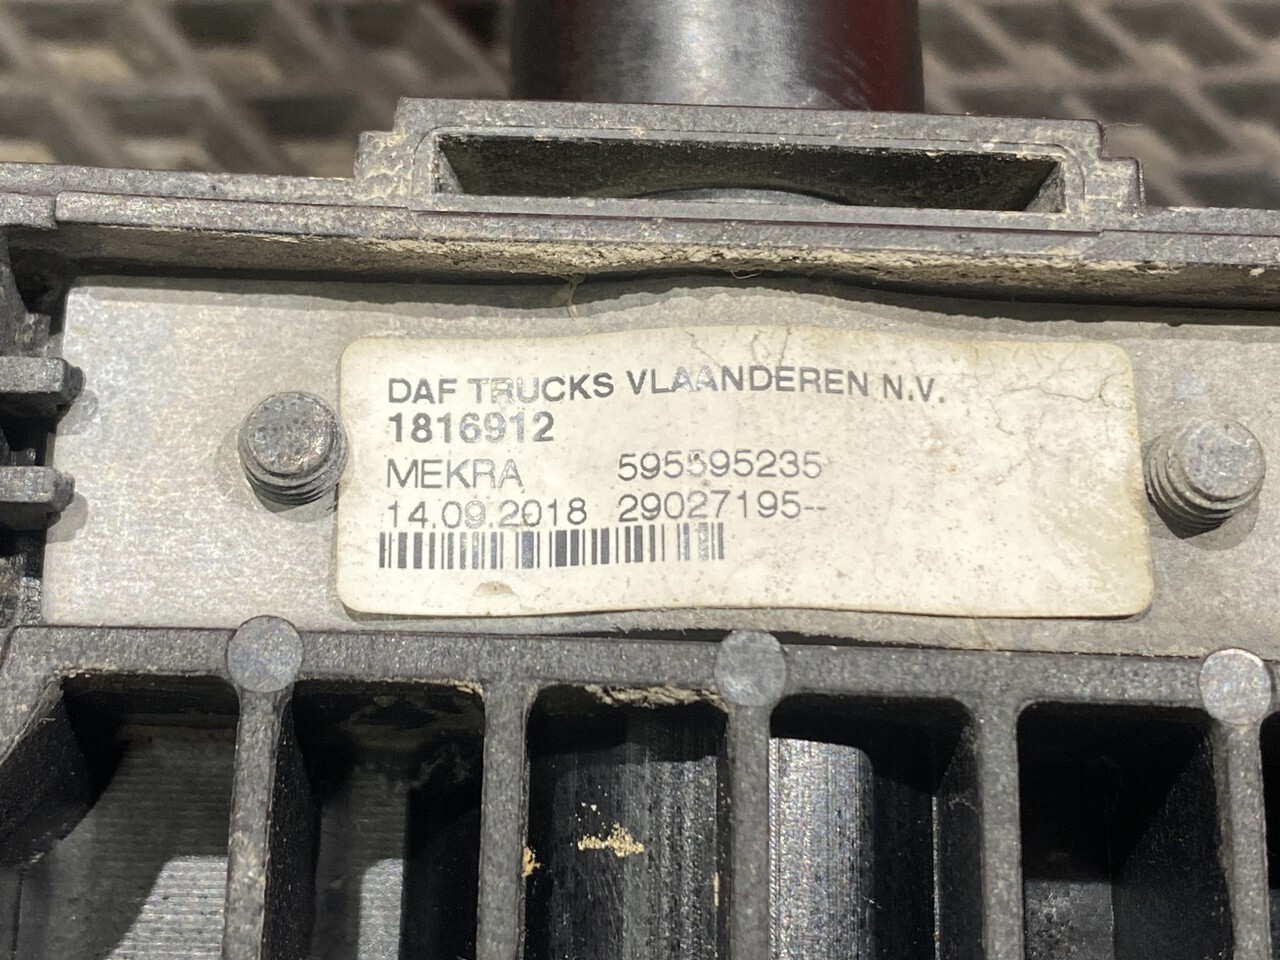 DAF TRUCKS VLAANDEREN N.V.
1816912
MEKRA 595595235
14.09.2018 29027195--